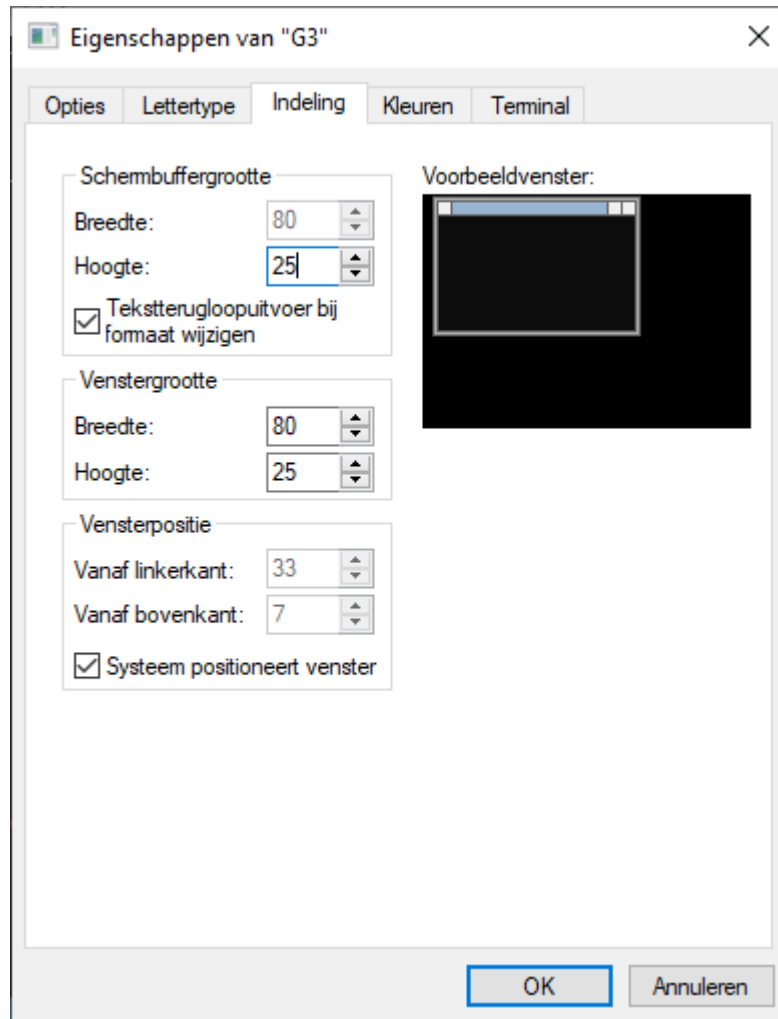 Eigenschappen van "G3"
Opties Lettertype Indeling Kleuren Terminal
Schermbuffergrootte
Breedte: 80
Hoogte: 25
Tekstterugloopuitvoer bij
formaat wijzigen
Venstergrootte
Breedte: 80
Hoogte: 25
Vensterpositie
Vanaf linkerkant: 33
Vanaf bovenkant: 7
Systeem positioneert venster
Voorbeeldvenster:
OK Annuleren